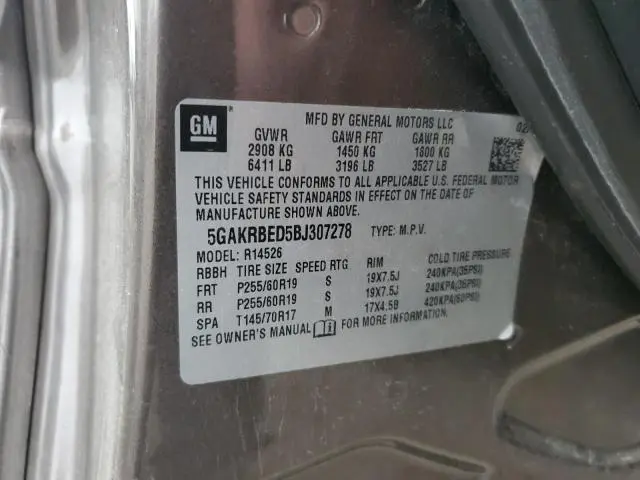 GM
MFD BY GENERAL MOTORS LLC
GVWR GAWR FRT GAWR RR
2908 KG 1450 KG 1600 KG
6411 LB 3196 LB 3527 LB
THIS VEHICLE CONFORMS TO ALL APPLICABLE U.S. FEDERAL MOTOR
VEHICLE SAFETY STANDARDS IN EFFECT ON THE DATE OF
MANUFACTURE SHOWN ABOVE.
5GAKRBED5BJ307278 TYPE: M.P.V.
MODEL: R14526
RBBH TIRE SIZE SPEED RTG RIM COLD TIRE PRESSURE
FRT P255/60R19 S 19X7.5J 240KPA(35PSI)
RR P255/60R19 S 19X7.5J 240KPA(35PSI)
SPA T145/70R17 M 17X4.5B 420KPA(60PSI)
SEE OWNER'S MANUAL FOR MORE INFORMATION.